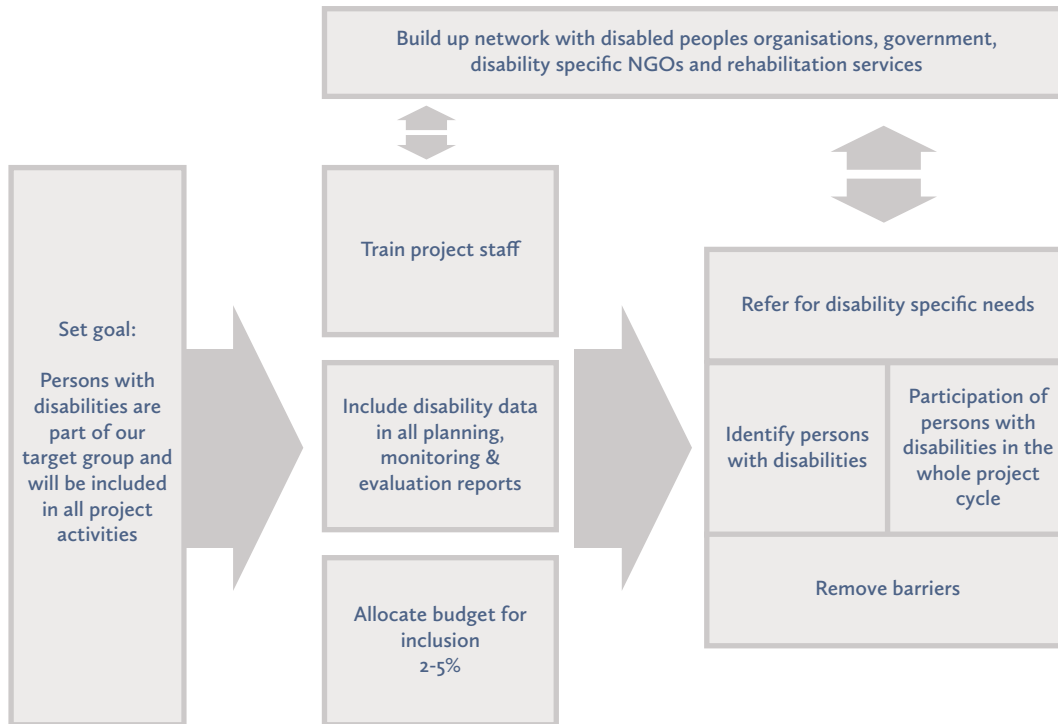 Build up network with disabled peoples organisations, government,
disability specific NGOs and rehabilitation services
Set goal:
Persons with
disabilities are
part of our
target group and
will be included
in all project
activities
Train project staff
Include disability data
in all planning,
monitoring &
evaluation reports
Allocate budget for
inclusion
2-5%
Refer for disability specific needs
Identify persons
with disabilities
Participation of
persons with
disabilities in the
whole project
cycle
Remove barriers